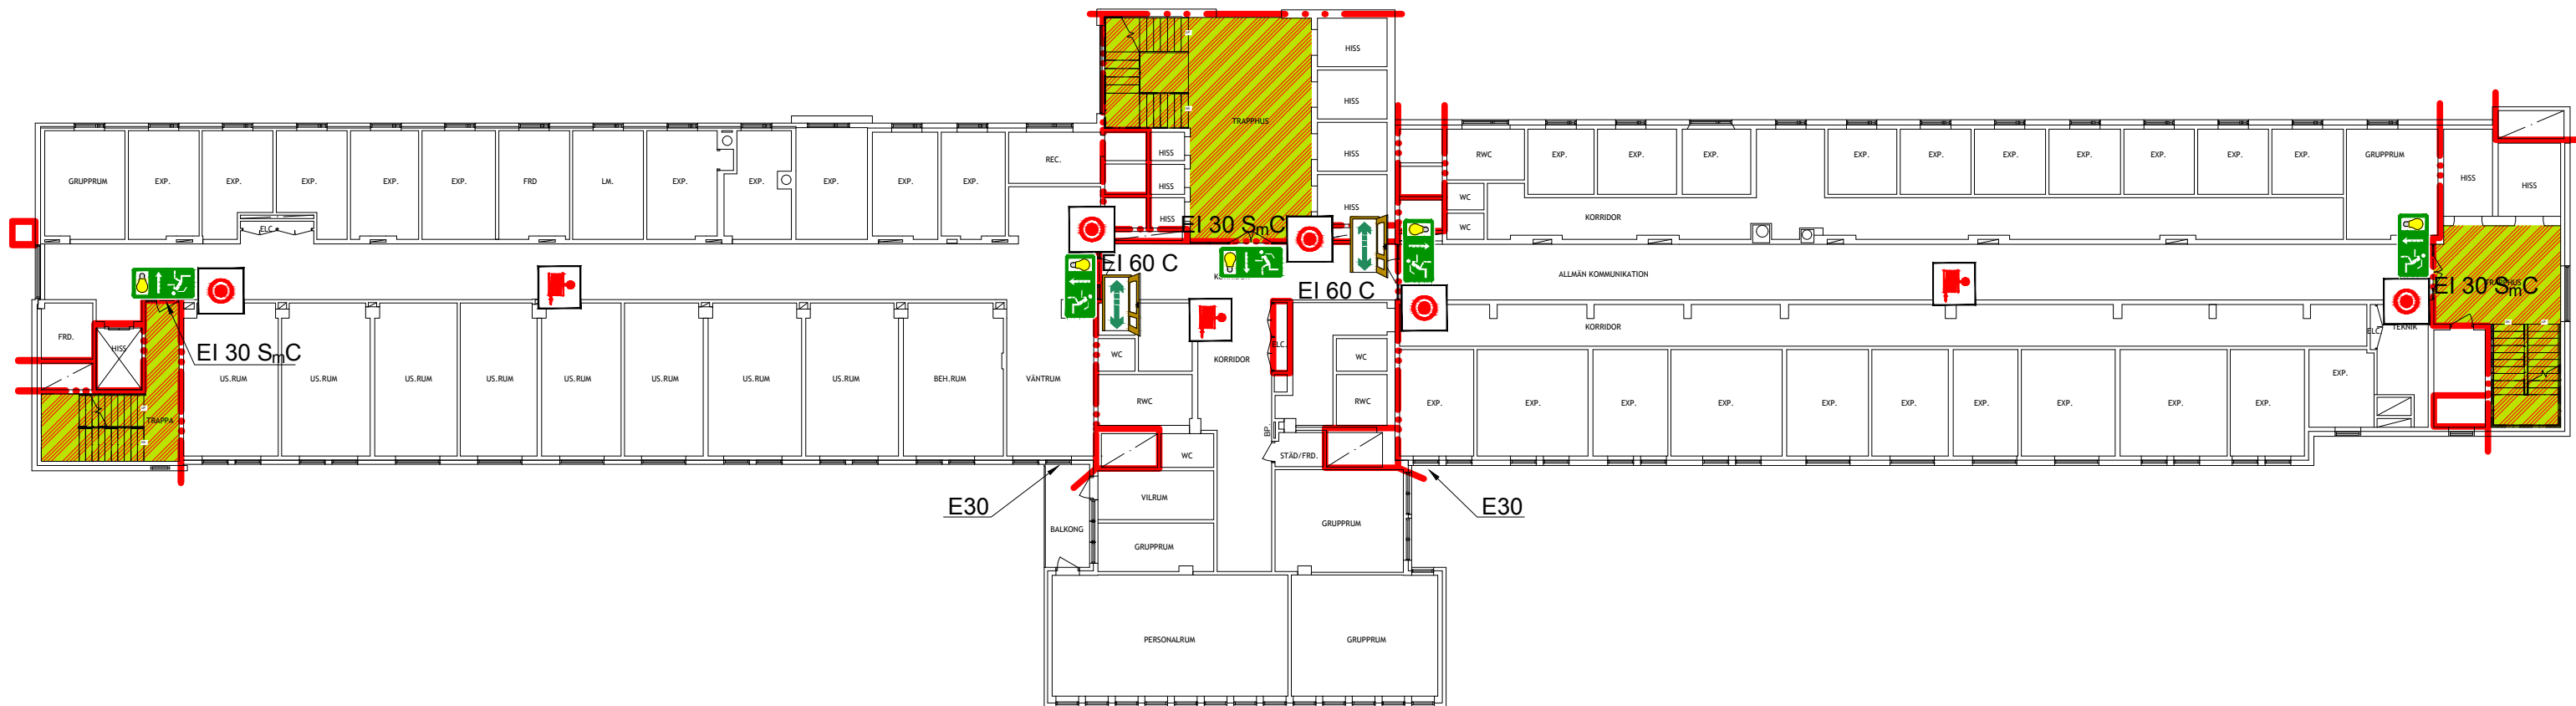 HISS
HISS
TRAPPHUS
HISS
HISS
HISS
HISS
HISS
HISS
GRUPPRUM
EXP.
EXP.
EXP.
EXP.
EXP.
FRD
LM.
EXP.
EXP.
EXP.
EXP.
EXP.
REC.
RWC
EXP.
EXP.
EXP.
EXP.
EXP.
EXP.
EXP.
EXP.
EXP.
EXP.
GRUPPRUM
HISS
HISS
ELC
WC
WC
KORRIDOR
EI 30 SmC
EI 60 C
EI 60 C
ALLMÄN KOMMUNIKATION
EI 30 SmC
KORRIDOR
ELC
TEKNIK
FRD.
HISS
EI 30 SmC
TRAPPA
US.RUM
US.RUM
US.RUM
US.RUM
US.RUM
US.RUM
US.RUM
US.RUM
BEH.RUM
VÄNTRUM
WC
KORRIDOR
ELC.
WC
RWC
RWC
BP.
EXP.
EXP.
EXP.
EXP.
EXP.
EXP.
EXP.
EXP.
EXP.
EXP.
EXP.
WC
STÄD/FRD.
E30
E30
VILRUM
BALKONG
GRUPPRUM
GRUPPRUM
PERSONALRUM
GRUPPRUM